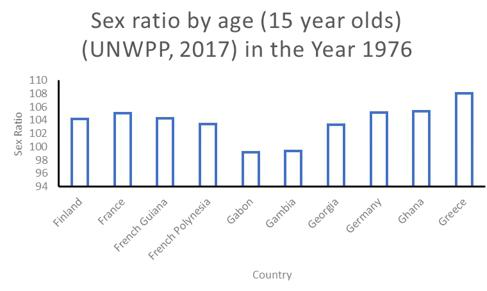 Sex ratio by age (15 year olds)
(UNWPP, 2017) in the Year 1976
110
108
106
104
102
100
98
96
94
Sex Ratio
Finland
France
French Guiana
French Polynesia
Gabon
Gambia
Georgia
Germany
Ghana
Greece
Country